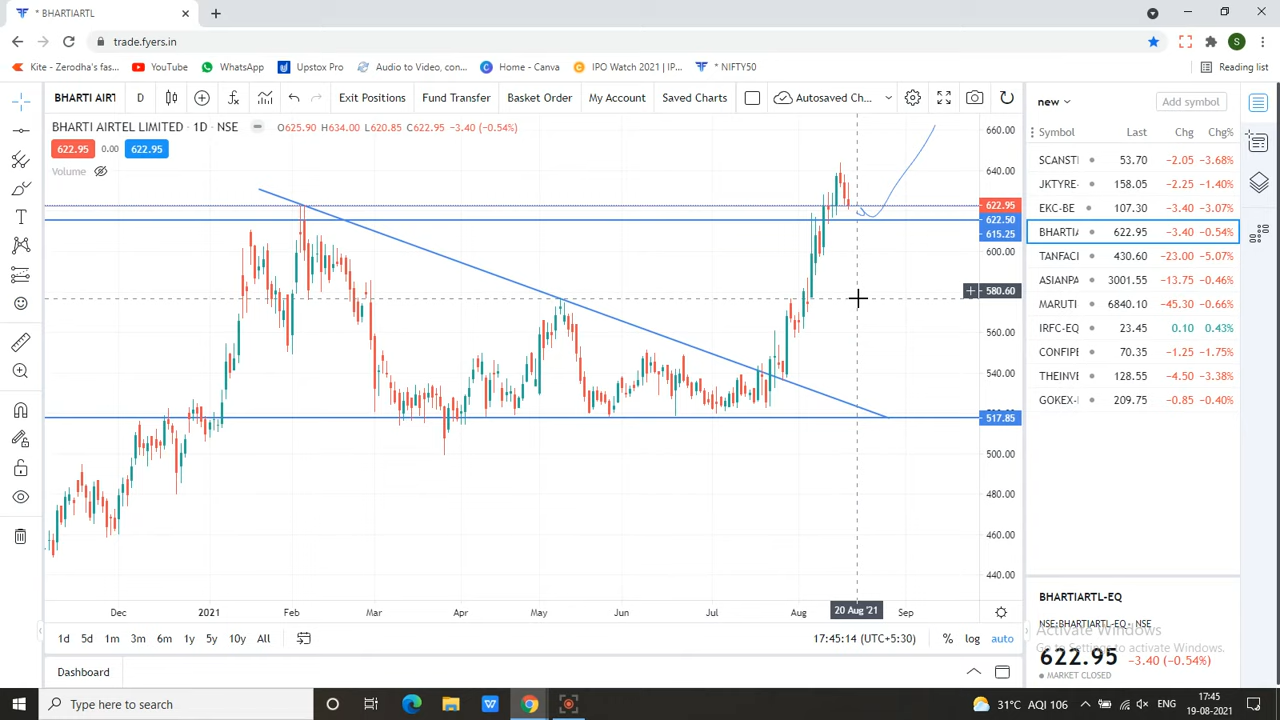 * BHARTIARTL
trade.fyers.in
Kite - Zerodha's fas...
YouTube
WhatsApp
Upstox Pro
Audio to Video, con...
Home - Canva
IPO Watch 2021 | IP...
* NIFTY50
Reading list
BHARTI AIRT
D
Exit Positions
Fund Transfer
Basket Order
My Account
Saved Charts
Autosaved Ch...
new
Add symbol
BHARTI AIRTEL LIMITED · 1D · NSE
O625.90 H634.00 L620.85 C622.95 −3.40 (−0.54%)
622.95 0.00 622.95
Volume
660.00
640.00
622.95
622.50
615.25
600.00
580.60
560.00
540.00
517.85
500.00
480.00
460.00
440.00
Symbol Last Chg Chg%
SCANSTI 53.70 −2.05 −3.68%
JKTYRE- 158.05 −2.25 −1.40%
EKC-BE 107.30 −3.40 −3.07%
BHARTIA 622.95 −3.40 −0.54%
TANFACI 430.60 −23.00 −5.07%
ASIANPA 3001.55 −13.75 −0.46%
MARUTI 6840.10 −45.30 −0.66%
IRFC-EQ 23.45 0.10 0.43%
CONFIPE 70.35 −1.25 −1.75%
THEINVE 128.55 −4.50 −3.38%
GOKEX- 209.75 −0.85 −0.40%
Dec 2021 Feb Mar Apr May Jun Jul Aug 20 Aug '21 Sep
1d 5d 1m 3m 6m 1y 5y 10y All
17:45:14 (UTC+5:30) % log auto
BHARTIARTL-EQ
NSE:BHARTIARTL-EQ · NSE
622.95 −3.40 (−0.54%)
MARKET CLOSED
Activate Windows
Go to Settings to activate Windows.
Dashboard
Type here to search
31°C AQI 106
ENG
17:45
19-08-2021